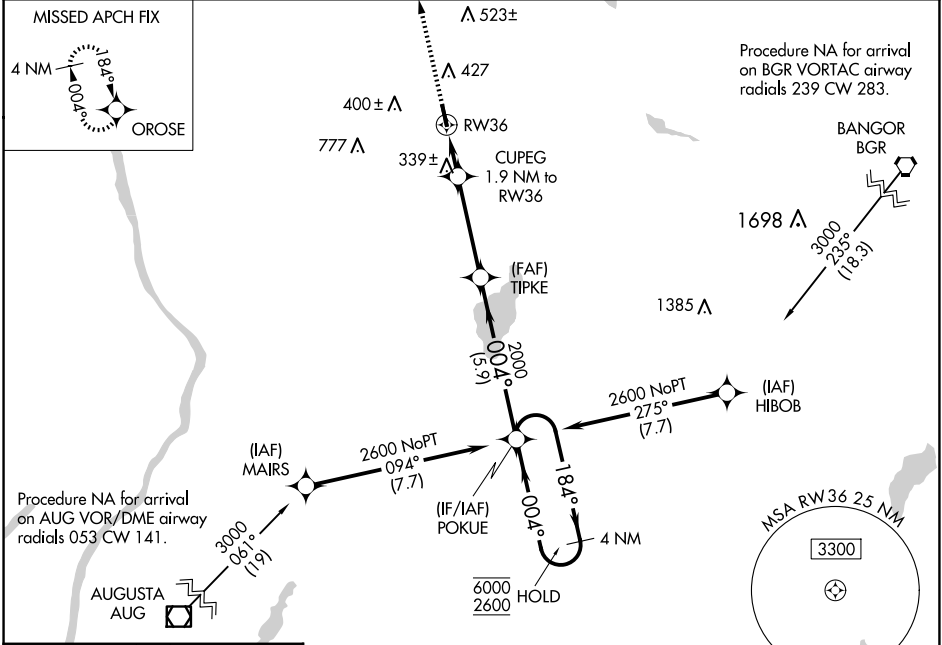 MISSED APCH FIX
4 NM
184°
004°
OROSE
523±
427
400±
RW36
777
339±
CUPEG
1.9 NM to
RW36
Procedure NA for arrival
on BGR VORTAC airway
radials 239 CW 283.
BANGOR
BGR
1698
3000
235°
(18.3)
(FAF)
TIPKE
1385
2000
004°
(5.9)
2600 NoPT
275°
(7.7)
(IAF)
HIBOB
(IAF)
MAIRS
2600 NoPT
094°
(7.7)
(IF/IAF)
POKUE
004°
184°
4 NM
6000
2600
HOLD
Procedure NA for arrival
on AUG VOR/DME airway
radials 053 CW 141.
3000
061°
(19)
AUGUSTA
AUG
MSA RW36 25 NM
3300